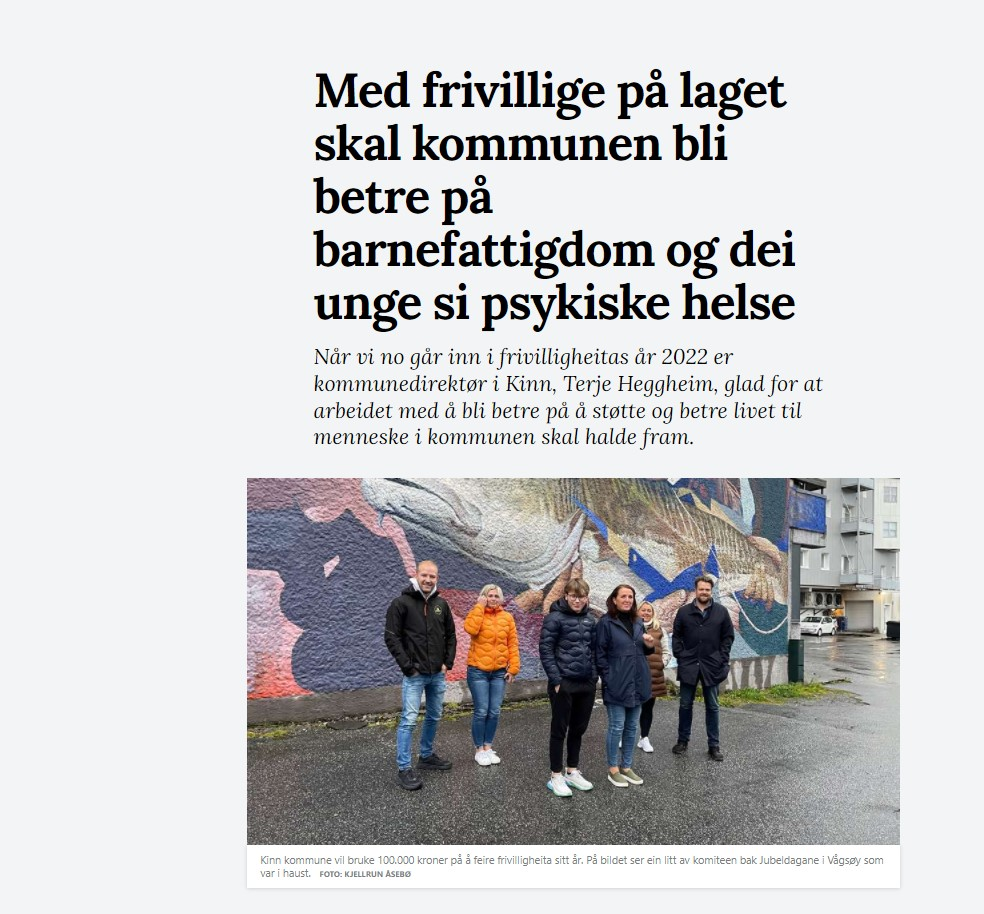 Med frivillige på laget
skal kommunen bli
betre på
barnefattigdom og dei
unge si psykiske helse
Når vi no går inn i frivilligheitas år 2022 er
kommunedirektør i Kinn, Terje Heggheim, glad for at
arbeidet med å bli betre på å støtte og betre livet til
menneske i kommunen skal halde fram.
Kinn kommune vil bruke 100.000 kroner på å feire frivilligheita sitt år. På bildet ser ein litt av komiteen bak Jubeldagane i Vågsøy som
var i haust. FOTO: KJELLRUN ÅSEBØ